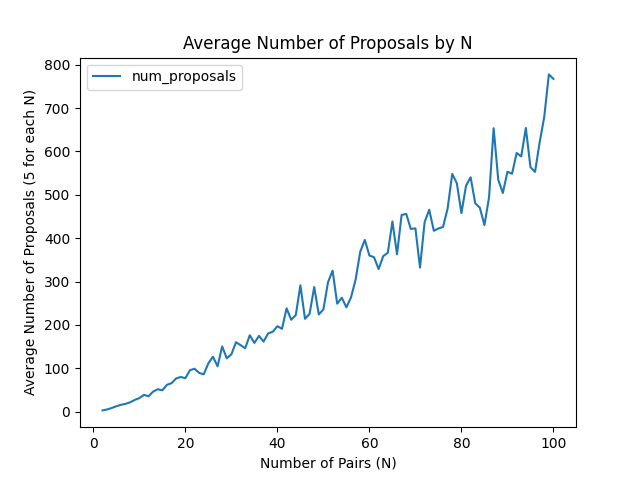 Average Number of Proposals by N
num_proposals
800
700
600
500
400
300
200
100
0
Average Number of Proposals (5 for each N)
0 20 40 60 80 100
Number of Pairs (N)